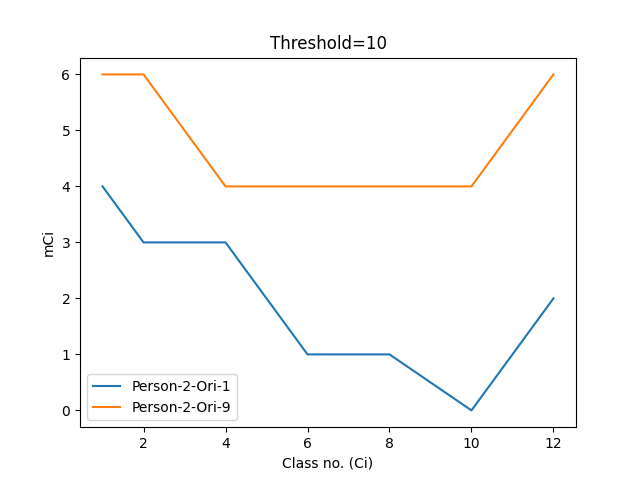 Threshold=10
6
5
4
3
2
1
0
mCi
Person-2-Ori-1
Person-2-Ori-9
2 4 6 8 10 12
Class no. (Ci)